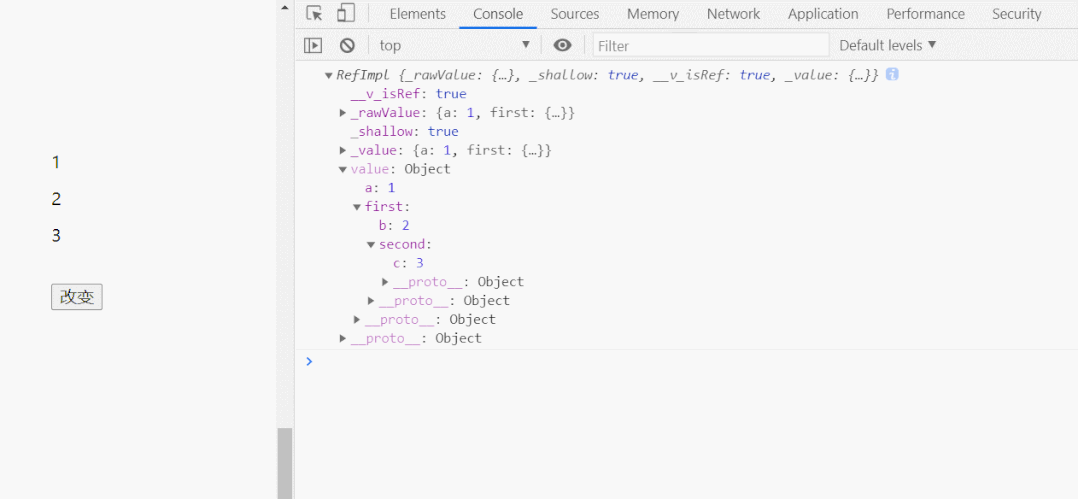 Elements Console Sources Memory Network Application Performance Security
top Filter Default levels
RefImpl {_rawValue: {…}, _shallow: true, __v_isRef: true, _value: {…}} i
__v_isRef: true
_rawValue: {a: 1, first: {…}}
_shallow: true
_value: {a: 1, first: {…}}
value: Object
a: 1
first:
b: 2
second:
c: 3
__proto__: Object
__proto__: Object
__proto__: Object
__proto__: Object
1
2
3
改变